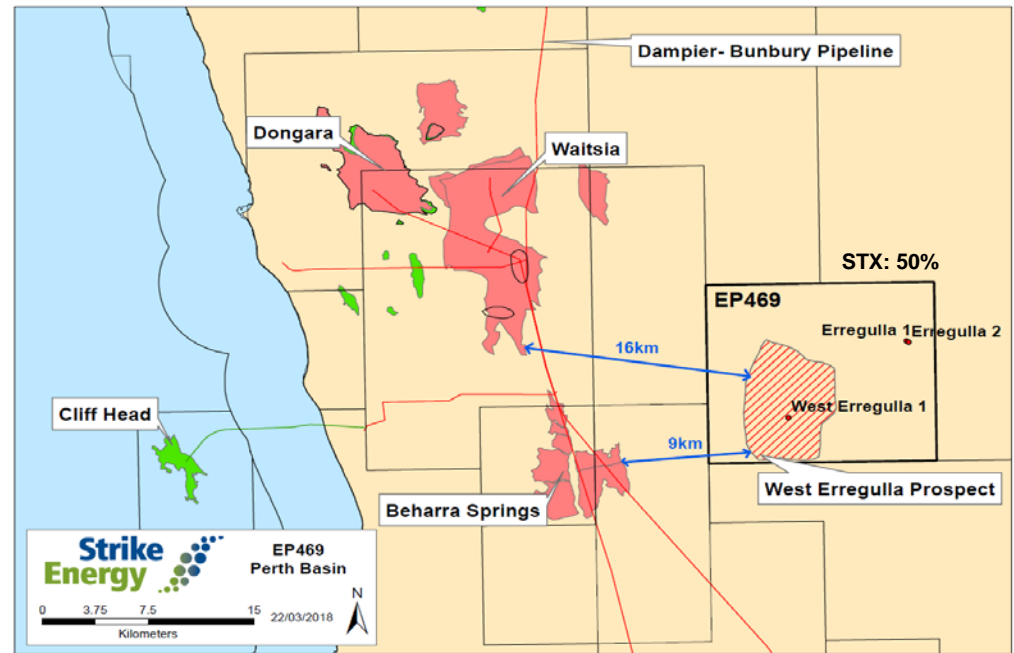 Dampier- Bunbury Pipeline
Dongara
Waitsia
STX: 50%
EP469
Erregulla 1
Erregulla 2
16km
Cliff Head
West Erregulla 1
9km
West Erregulla Prospect
Beharra Springs
Strike
Energy
EP469
Perth Basin
N
0 3.75 7.5 15
22/03/2018
Kilometers